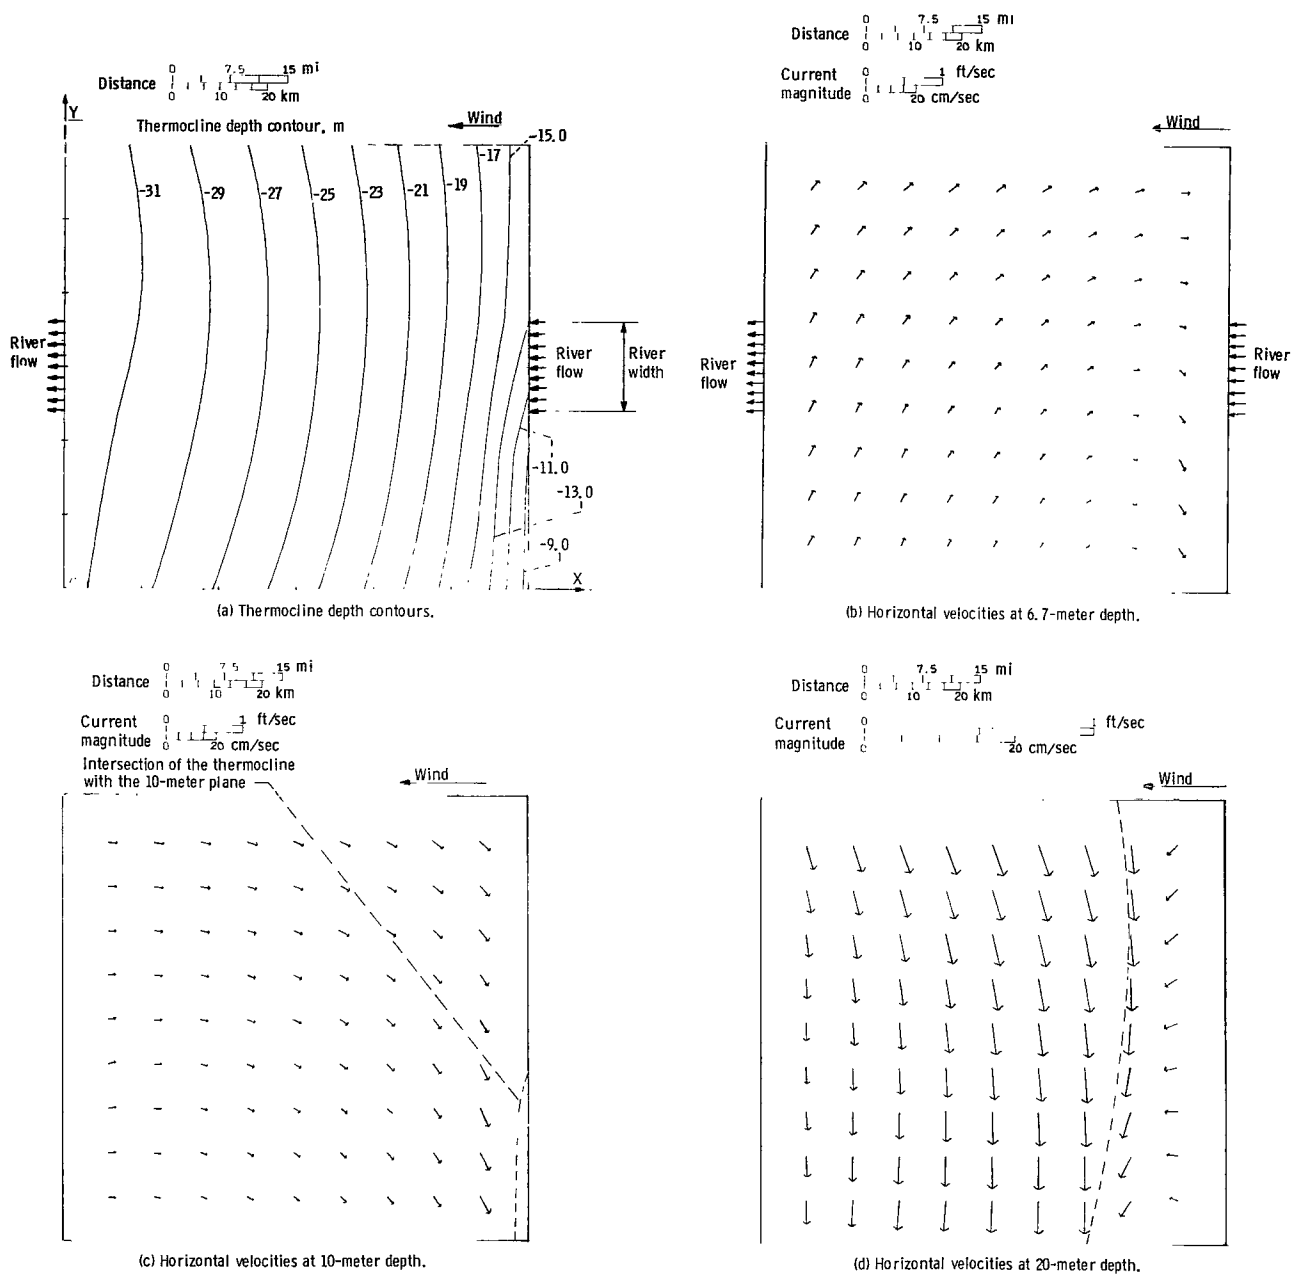 0 7.5 15 mi
Distance
0 10 20 km
Y
Thermocline depth contour, m
Wind
-15.0
-17
-31
-29
-27
-25
-23
-21
-19
River
flow
River
flow
River
width
-11.0
-13.0
-9.0
X
(a) Thermocline depth contours.
0 7.5 15 mi
Distance
0 10 20 km
0 1 ft/sec
Current
magnitude
0 20 cm/sec
Wind
River
flow
River
flow
(b) Horizontal velocities at 6.7-meter depth.
0 7.5 15 mi
Distance
0 10 20 km
0 1 ft/sec
Current
magnitude
0 20 cm/sec
Intersection of the thermocline
with the 10-meter plane
Wind
(c) Horizontal velocities at 10-meter depth.
0 7.5 15 mi
Distance
0 10 20 km
0 1 ft/sec
Current
magnitude
0 20 cm/sec
Wind
(d) Horizontal velocities at 20-meter depth.